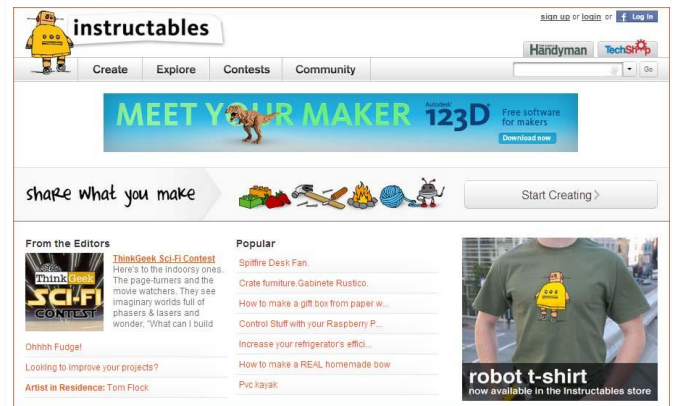 sign up or login or f Log In
instructables
The Family Handyman TechShop
Create Explore Contests Community
Go
MEET YOUR MAKER Autodesk® 123D® Free software
for makers
Download now
share What you make
Start Creating >
From the Editors
ThinkGeek Sci-Fi Contest
Here's to the indoorsy ones.
The page-turners and the
movie watchers. They see
imaginary worlds full of
phasers & lasers and
wonder, "What can I build
ThinkGeek
SCI-FI
CONTEST
Ohhhh Fudge!
Looking to improve your projects?
Artist in Residence: Tom Flock
Popular
Spitfire Desk Fan.
Crate furniture.Gabinete Rustico.
How to make a gift box from paper w...
Control Stuff with your Raspberry P...
Increase your refrigerator's effici...
How to make a REAL homemade bow
Pvc kayak
robot t-shirt
now available in the Instructables store